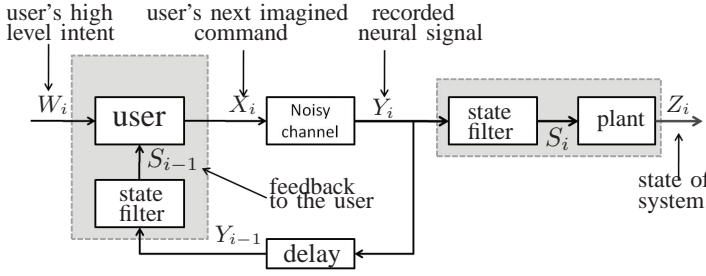 user's high
level intent
user's next imagined
command
recorded
neural signal
W_i
user
X_i
Noisy
channel
Y_i
state
filter
S_i
plant
Z_i
S_{i−1}
state
filter
feedback
to the user
state of
system
Y_{i−1}
delay